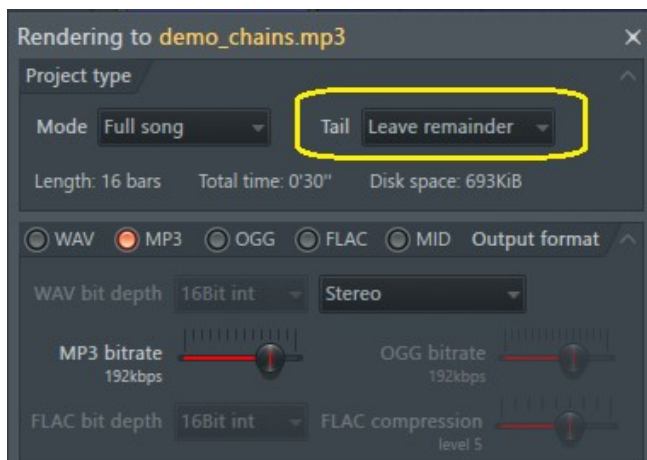 Rendering to demo_chains.mp3
Project type
Mode Full song Tail Leave remainder
Length: 16 bars Total time: 0'30" Disk space: 693KiB
WAV MP3 OGG FLAC MID Output format
WAV bit depth 16Bit int Stereo
MP3 bitrate OGG bitrate
192kbps 192kbps
FLAC bit depth 16Bit int FLAC compression
level 5